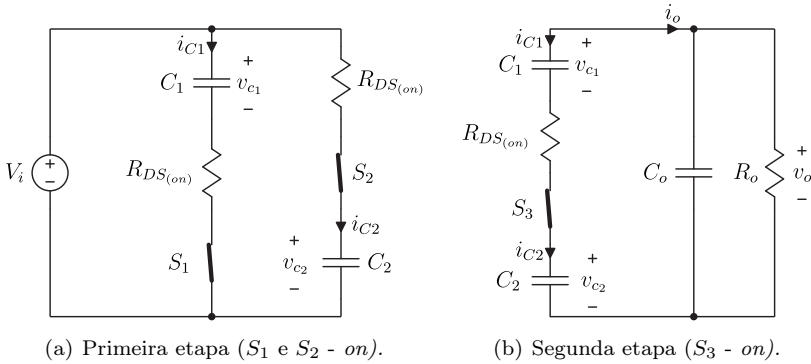 i_{C1}
+
C_1
v_{c_1}
−
R_{DS_{(on)}}
R_{DS_{(on)}}
V_i
+
−
S_2
S_1
i_{C2}
+
v_{c_2}
−
C_2
(a) Primeira etapa (S_1 e S_2 - on).
i_o
i_{C1}
+
C_1
v_{c_1}
−
R_{DS_{(on)}}
S_3
i_{C2}
+
C_2
v_{c_2}
−
C_o
R_o
+
v_o
−
(b) Segunda etapa (S_3 - on).